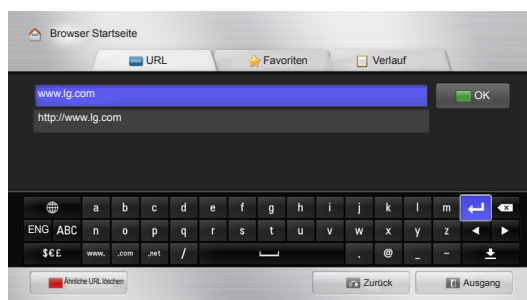 Browser Startseite
URL
Favoriten
Verlauf
www.lg.com
OK
http://www.lg.com
a b c d e f g h i j k l m
ENG ABC n o p q r s t u v w x y z
$€£ www. .com .net / . @ _ -
Ähnliche URL löschen
Zurück
Ausgang